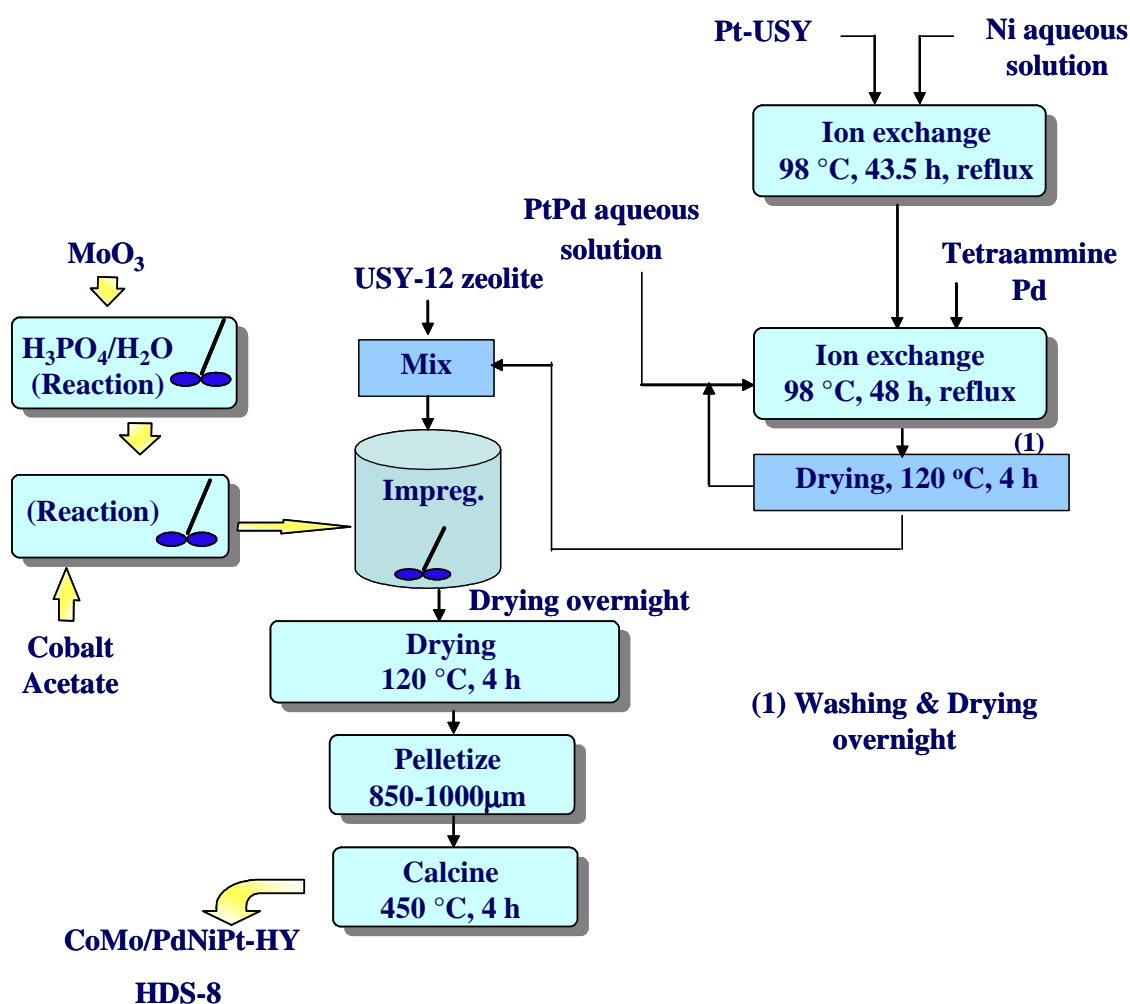 Pt-USY
Ni aqueous
solution
Ion exchange
98 °C, 43.5 h, reflux
PtPd aqueous
solution
Tetraammine
Pd
MoO3
USY-12 zeolite
H3PO4/H2O
(Reaction)
Mix
Ion exchange
98 °C, 48 h, reflux
(1)
Drying, 120 °C, 4 h
(Reaction)
Impreg.
Cobalt
Acetate
Drying overnight
Drying
120 °C, 4 h
(1) Washing & Drying
overnight
Pelletize
850-1000μm
Calcine
450 °C, 4 h
CoMo/PdNiPt-HY
HDS-8